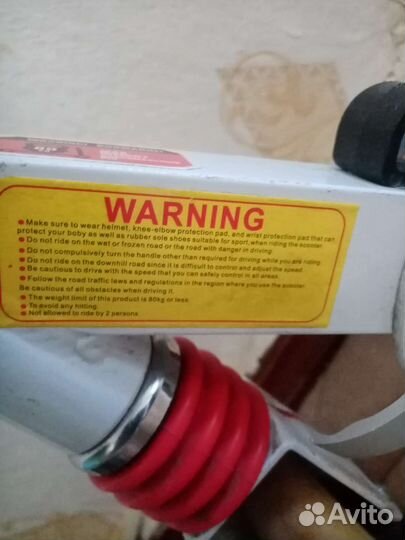 WARNING
● Make sure to wear helmet, knee-elbow protection pad, and wrist protection pad that can
protect your boby as well as rubber sole shoes suitable for sport, when riding the scooter.
● Do not ride on the wet or frozen road or the road with danger in driving.
● Do not compulsively turn the handle other than required for driving while you are riding.
● Do not ride on the downhill road since it is difficult to control and adjust the speed.
● Be cautious to drive with the speed that you can safely control in all areas.
● Follow the road traffic laws and regulations in the region where you use the scooter.
Be cautious of all obstacles when driving it.
● The weight limit of this product is 80kg or less.
● To avoid any hitting.
● Not allowed to ride by 2 persons
Avito